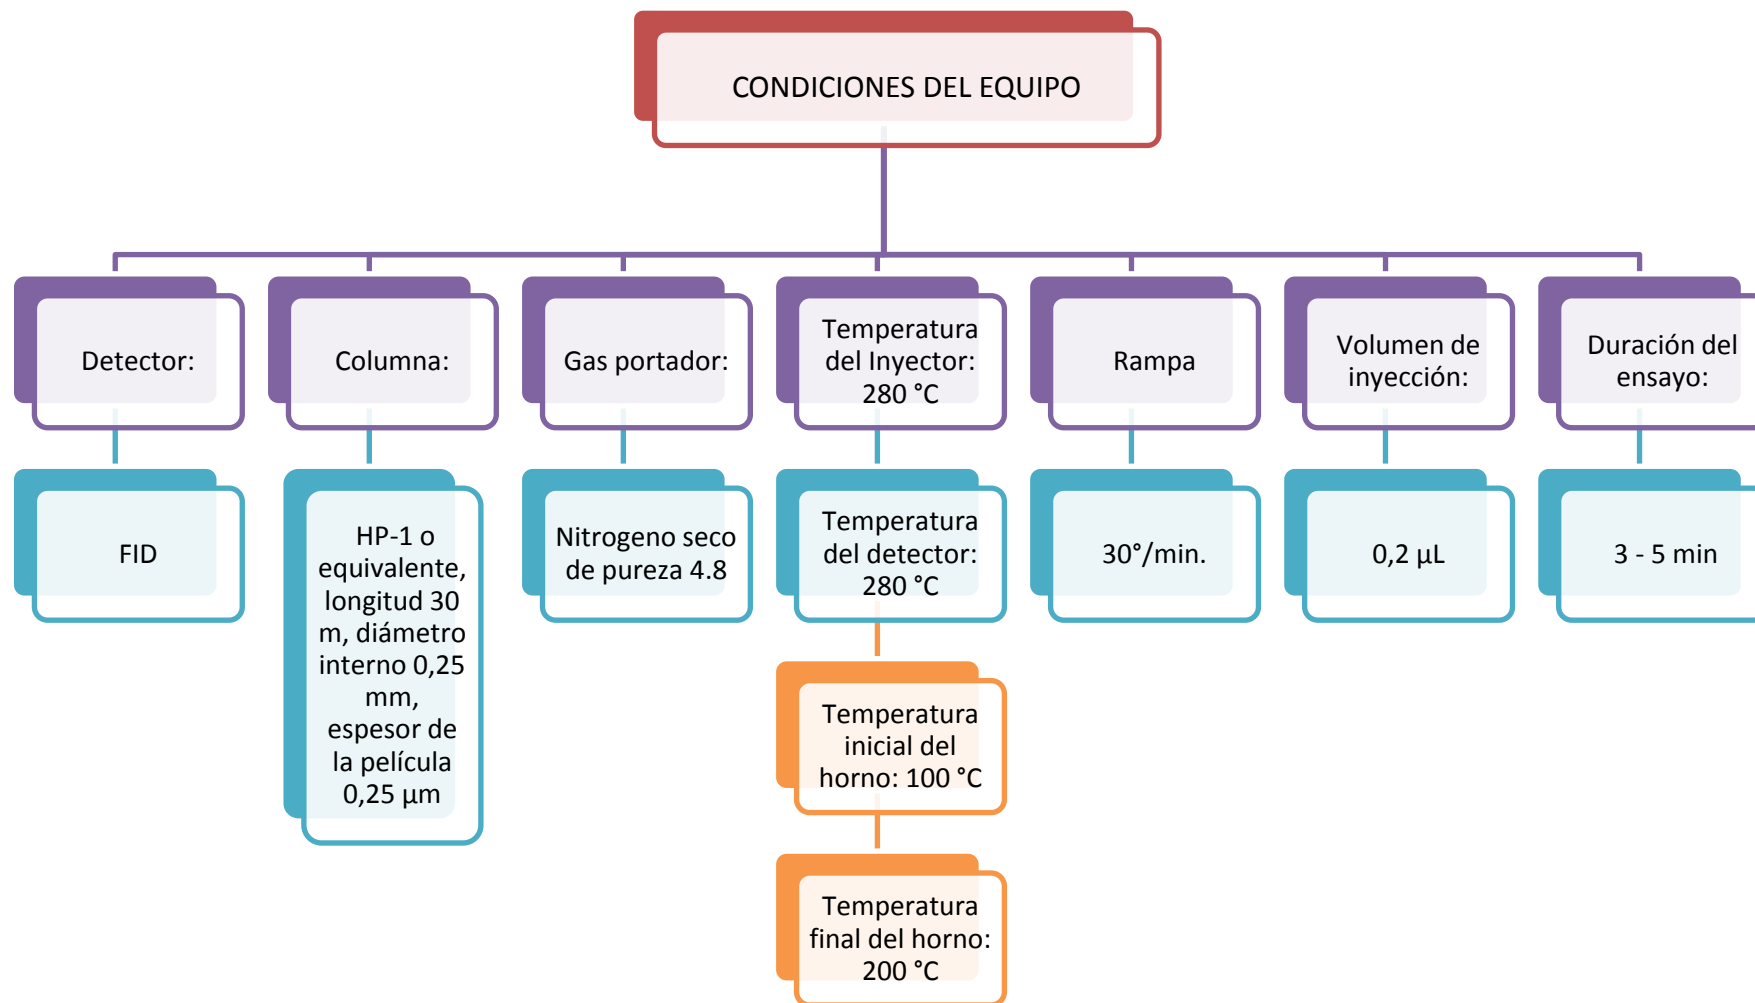 CONDICIONES DEL EQUIPO
Detector:
Columna:
Gas portador:
Temperatura
del Inyector:
280 °C
Rampa
Volumen de
inyección:
Duración del
ensayo:
FID
HP-1 o
equivalente,
longitud 30
m, diámetro
interno 0,25
mm,
espesor de
la película
0,25 µm
Nitrogeno seco
de pureza 4.8
Temperatura
del detector:
280 °C
30°/min.
0,2 µL
3 - 5 min
Temperatura
inicial del
horno: 100 °C
Temperatura
final del horno:
200 °C